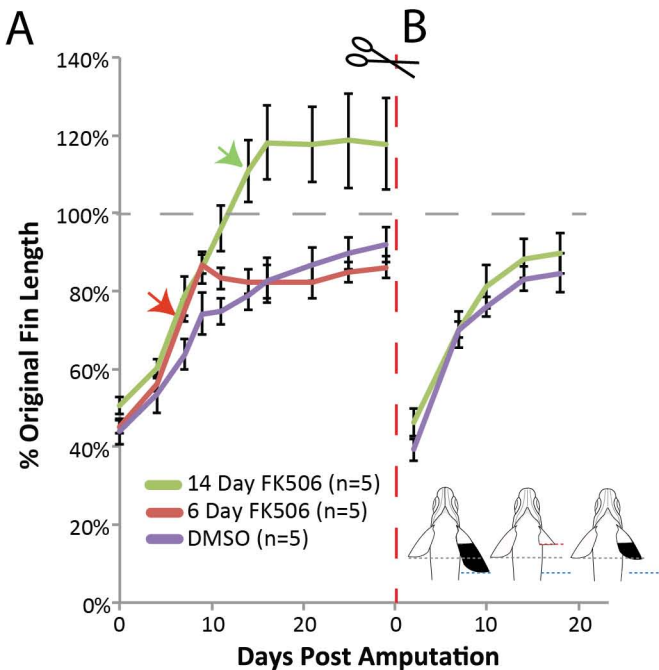 A
B
140%
120%
100%
80%
60%
40%
20%
0%
% Original Fin Length
14 Day FK506 (n=5)
6 Day FK506 (n=5)
DMSO (n=5)
0 10 20 0 10 20
Days Post Amputation